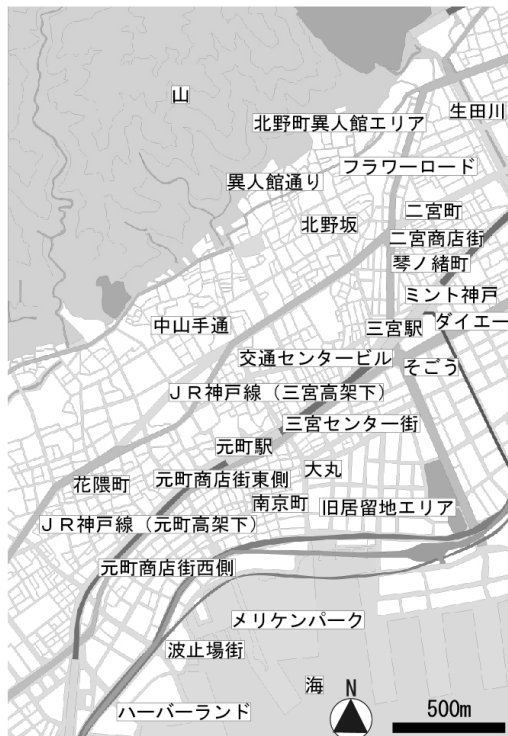 山
生田川
北野町異人館エリア
フラワーロード
異人館通り
二宮町
北野坂
二宮商店街
琴ノ緒町
ミント神戸
中山手通
三宮駅
ダイエー
交通センタービル
そごう
JR神戸線（三宮高架下）
三宮センター街
元町駅
大丸
花隈町
元町商店街東側
南京町
旧居留地エリア
JR神戸線（元町高架下）
元町商店街西側
メリケンパーク
波止場街
海
N
ハーバーランド
500m